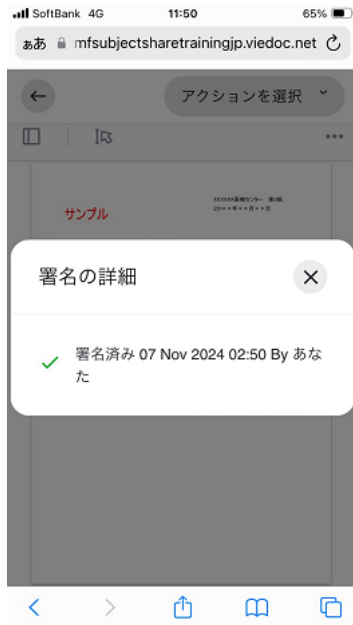 SoftBank 4G 11:50 65%
ぁあ mfsubjectsharetrainingjp.viedoc.net
アクションを選択
サンプル
署名の詳細
署名済み 07 Nov 2024 02:50 By あな
た